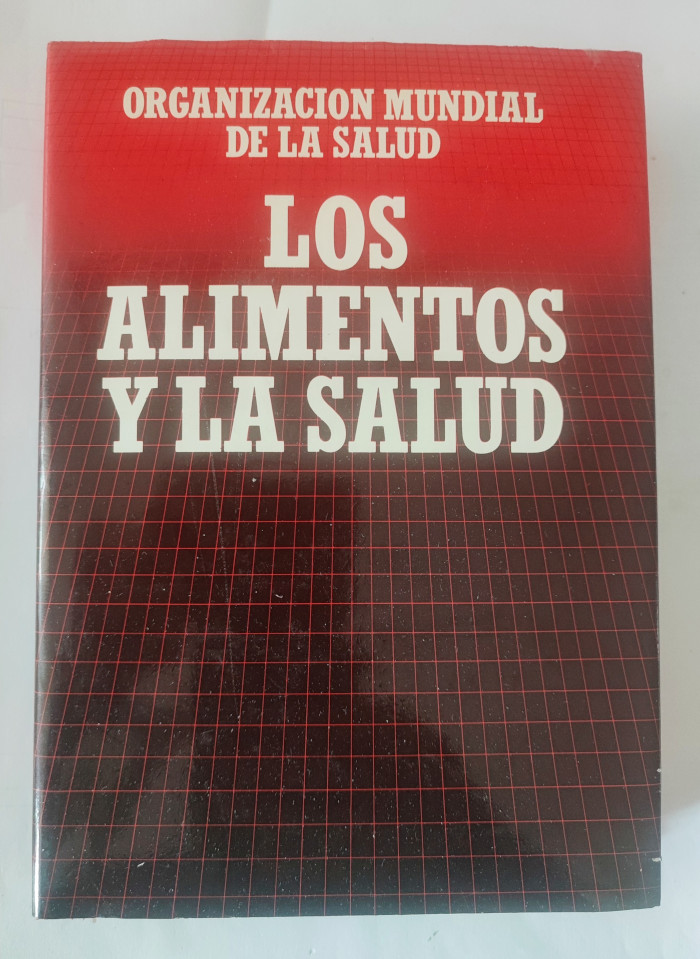 ORGANIZACION MUNDIAL
DE LA SALUD
LOS
ALIMENTOS
Y LA SALUD